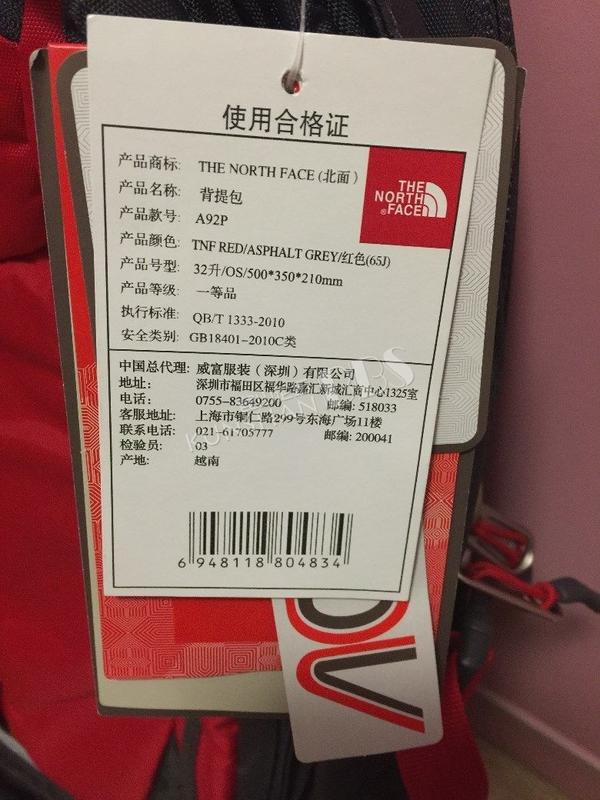 使用合格证
产品商标: THE NORTH FACE (北面)
产品名称: 背提包
产品款号: A92P
产品颜色: TNF RED/ASPHALT GREY/红色(65J)
产品号型: 32升/OS/500*350*210mm
产品等级: 一等品
执行标准: QB/T 1333-2010
安全类别: GB18401-2010C类
THE
NORTH
FACE
®
中国总代理: 威富服装（深圳）有限公司
地址: 深圳市福田区福华路嘉汇新城汇商中心1325室
电话: 0755-83649200 邮编: 518033
客服地址: 上海市铜仁路299号东海广场11楼
联系电话: 021-61705777 邮编: 200041
检验员: 03
产地: 越南
6 948118 804834